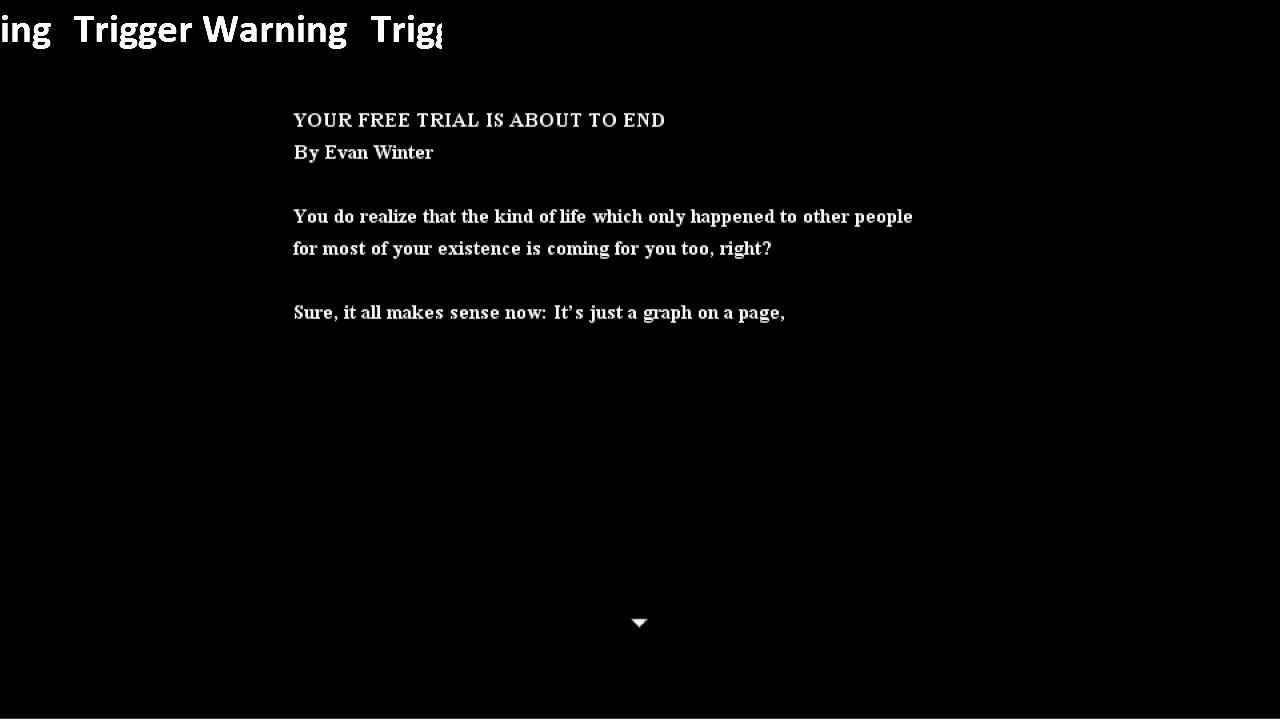 ing Trigger Warning Trigg
YOUR FREE TRIAL IS ABOUT TO END
By Evan Winter
You do realize that the kind of life which only happened to other people
for most of your existence is coming for you too, right?
Sure, it all makes sense now: It’s just a graph on a page,